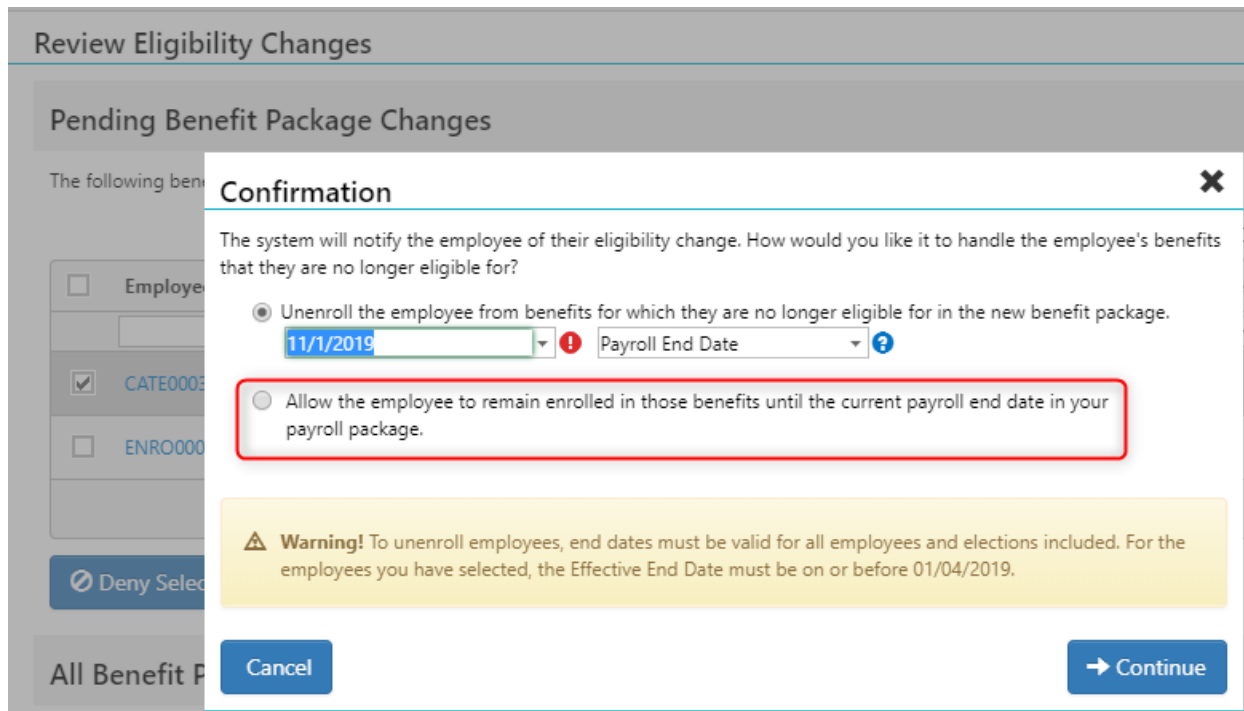 Review Eligibility Changes
Pending Benefit Package Changes
The following bene
Confirmation
The system will notify the employee of their eligibility change. How would you like it to handle the employee's benefits
that they are no longer eligible for?
Employe
Unenroll the employee from benefits for which they are no longer eligible for in the new benefit package.
11/1/2019 Payroll End Date
CATE0003
Allow the employee to remain enrolled in those benefits until the current payroll end date in your
payroll package.
ENRO000
Warning! To unenroll employees, end dates must be valid for all employees and elections included. For the
employees you have selected, the Effective End Date must be on or before 01/04/2019.
Deny Selec
Cancel
Continue
All Benefit P